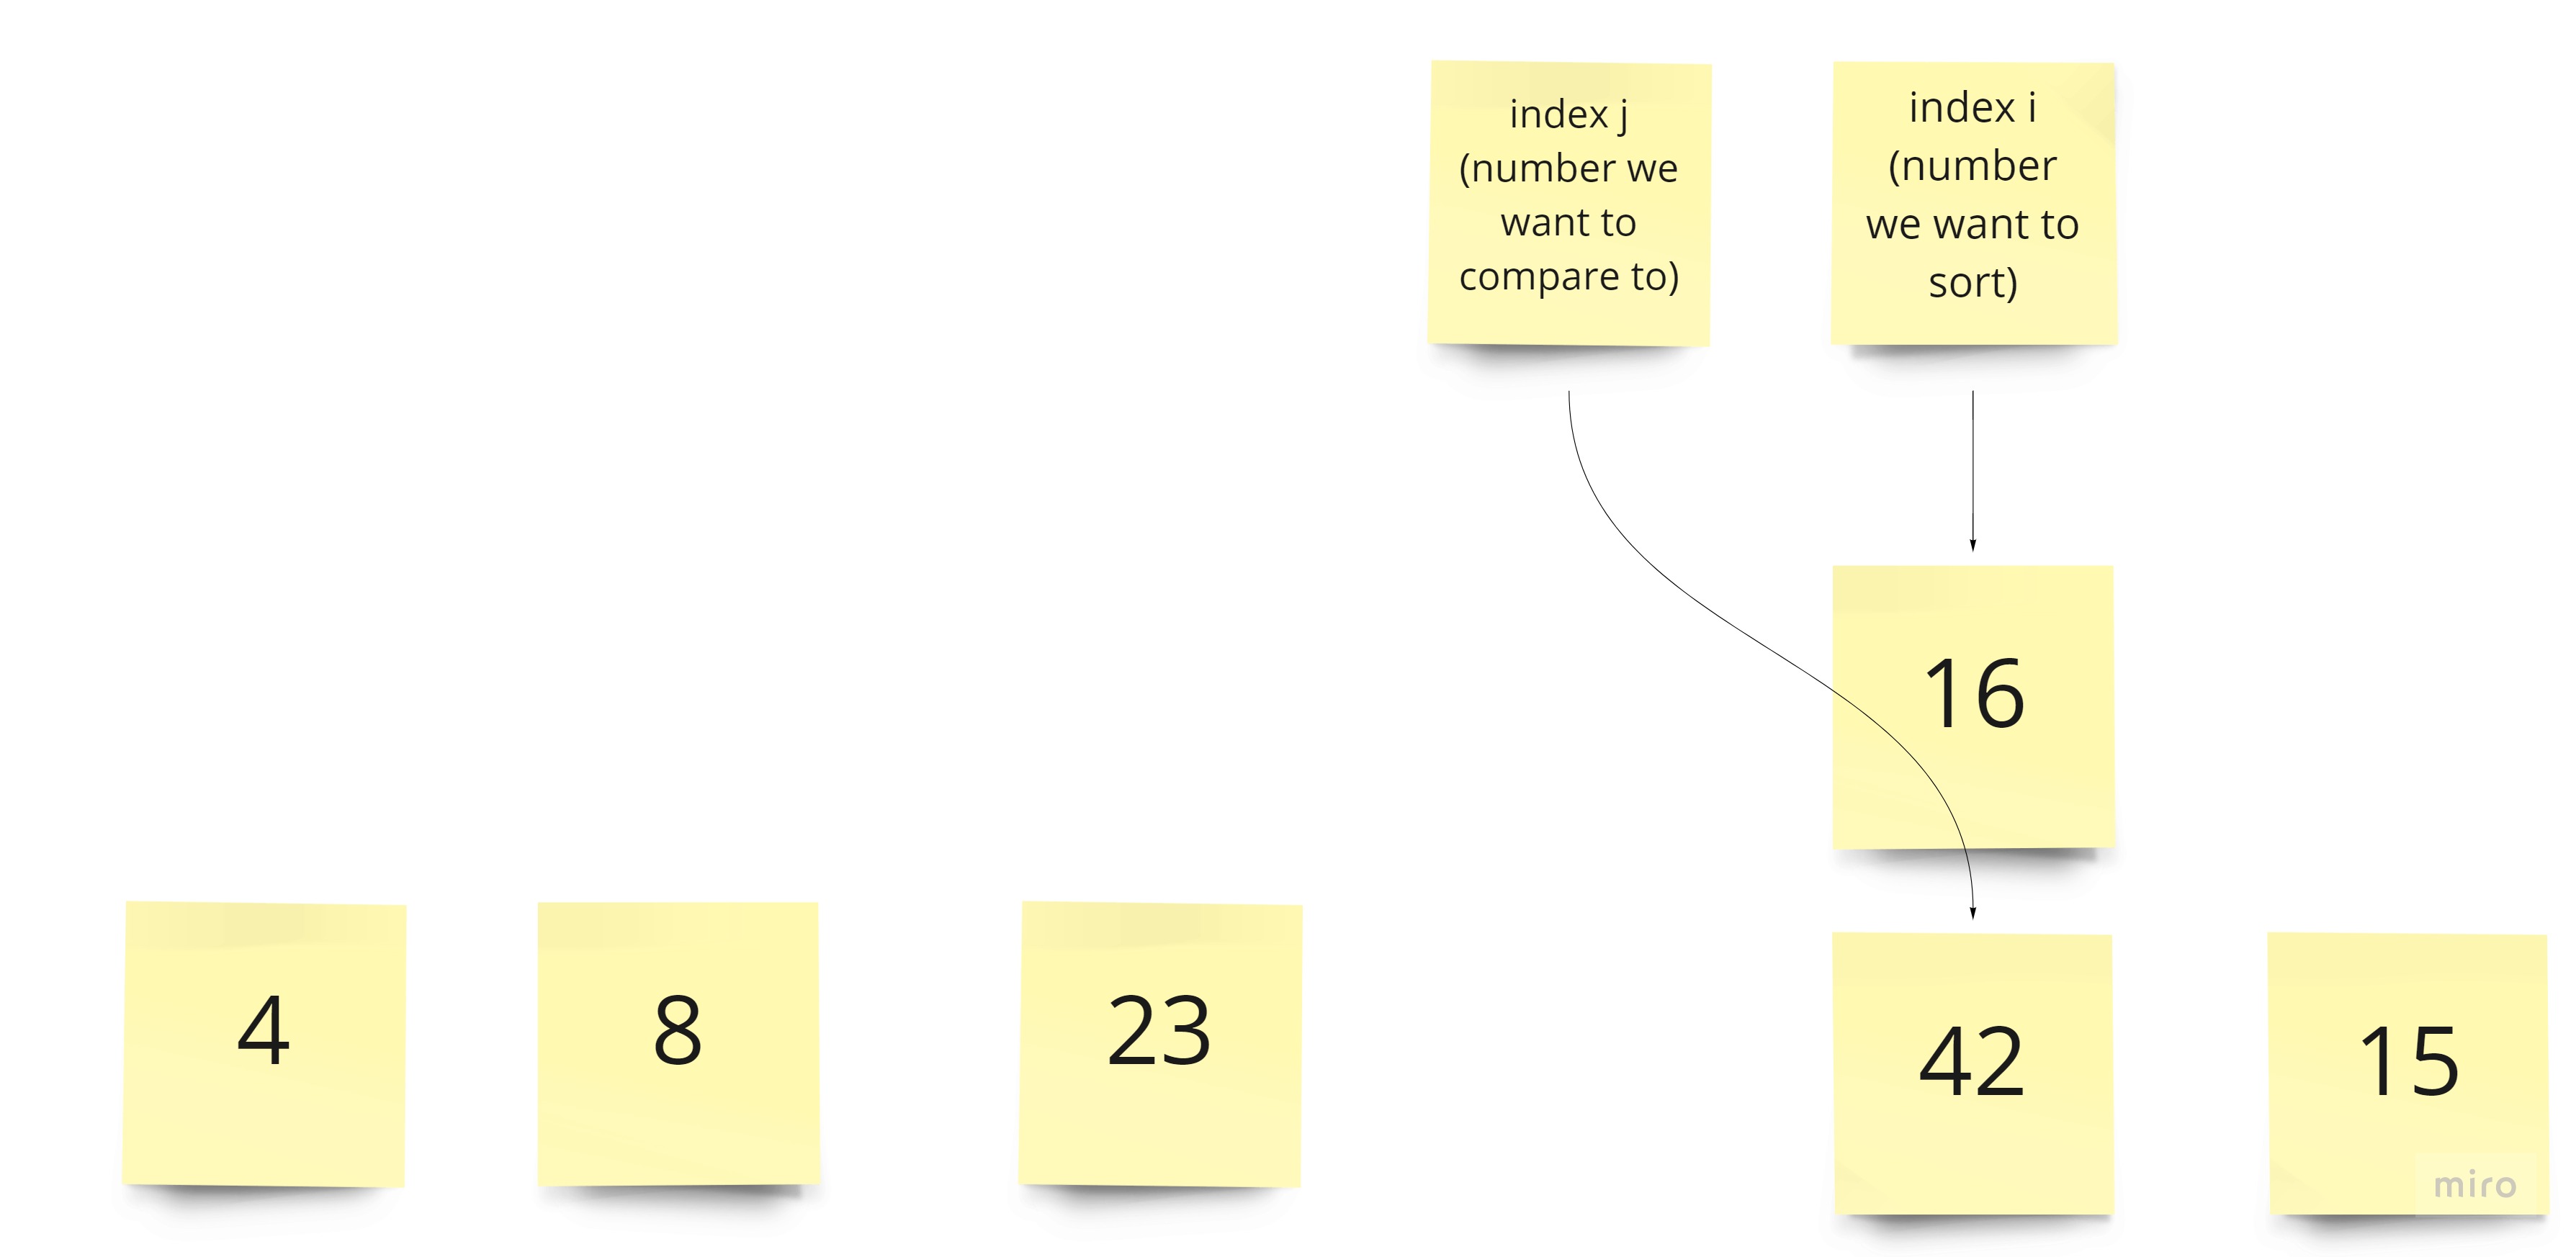 index j
(number we
want to
compare to)
index i
(number
we want to
sort)
16
4
8
23
42
15
miro